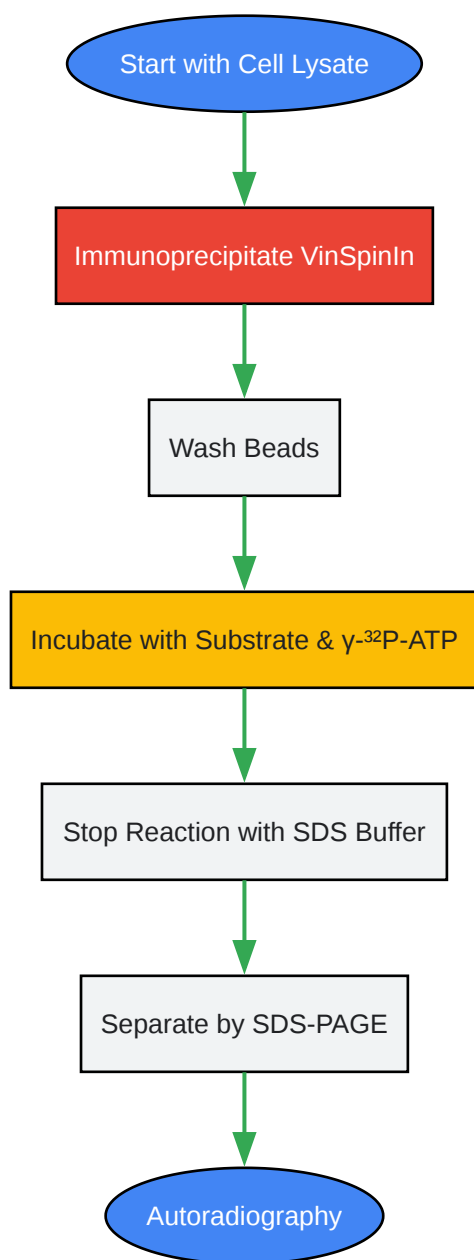 Start with Cell Lysate
Immunoprecipitate VinSpinIn
Wash Beads
Incubate with Substrate & γ-³²P-ATP
Stop Reaction with SDS Buffer
Separate by SDS-PAGE
Autoradiography